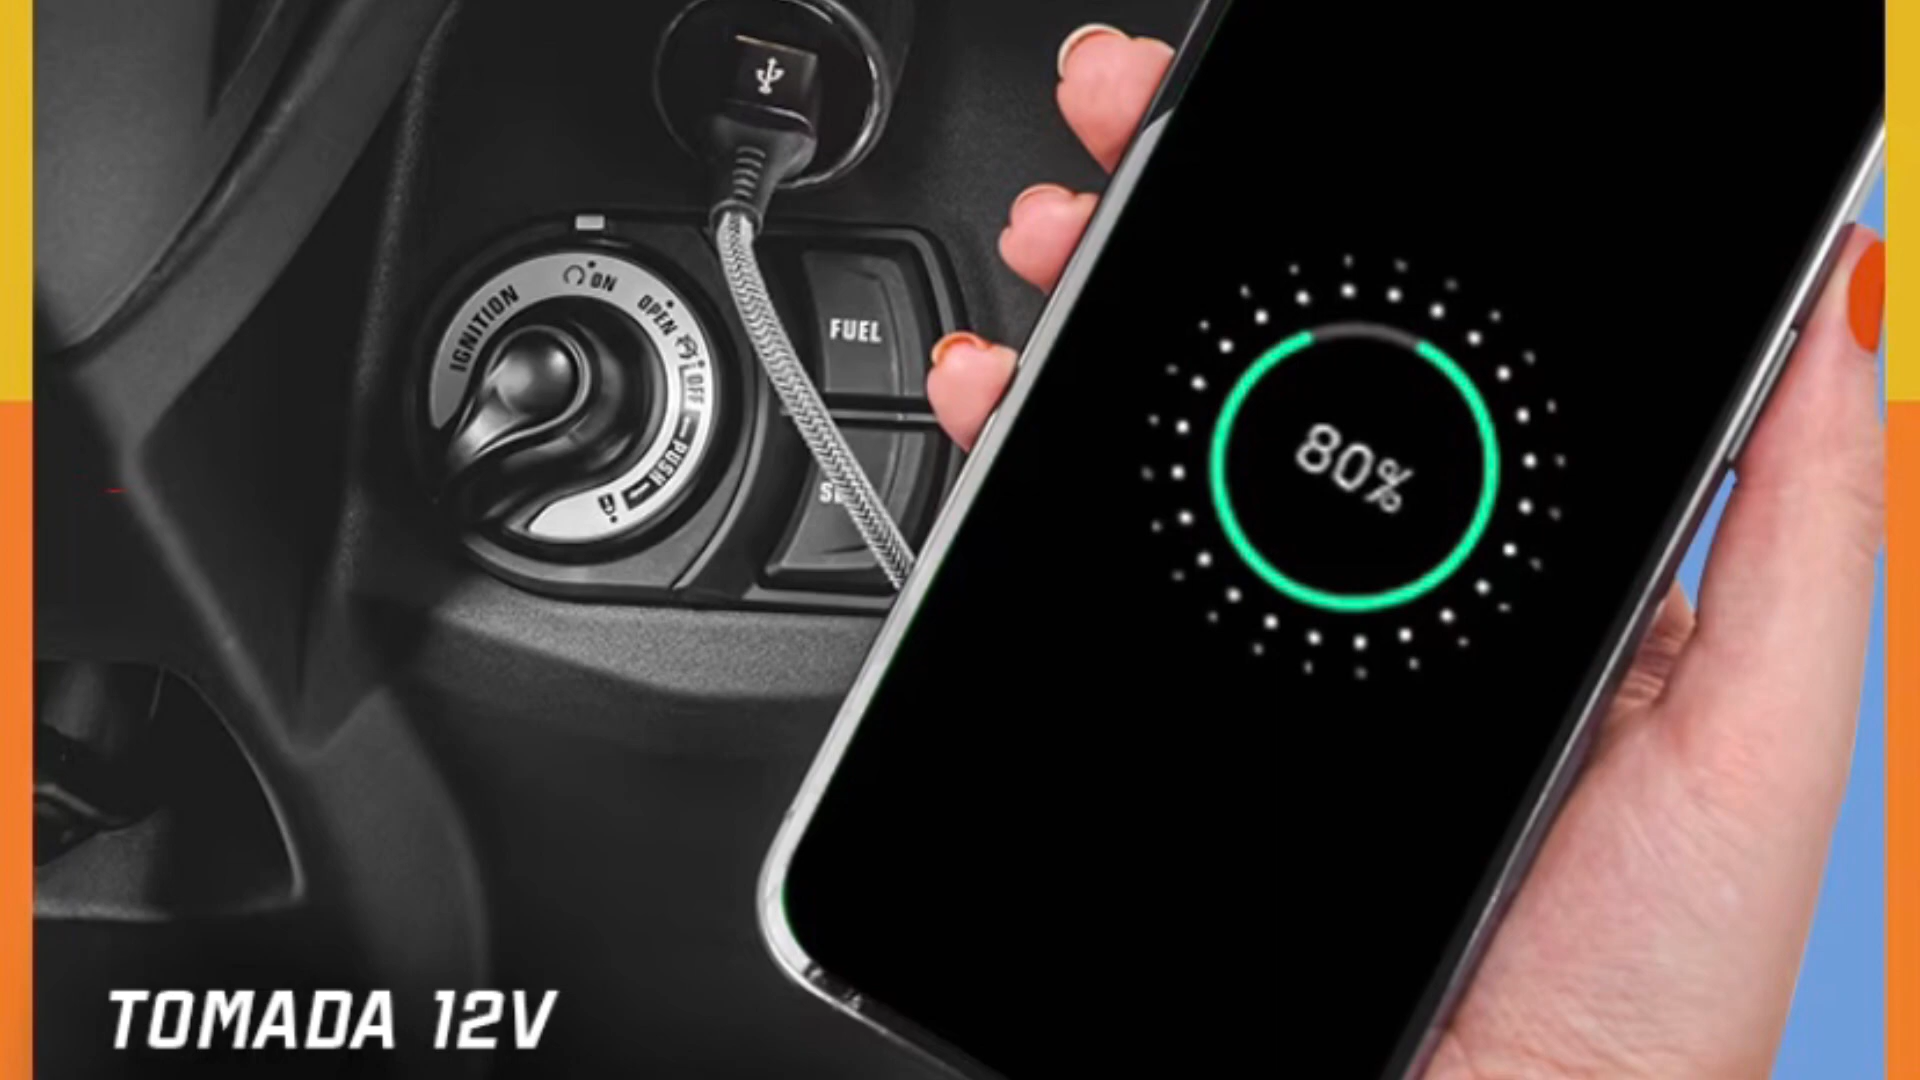 IGNITION
ON
OPEN
OFF
PUSH
FUEL
80%
TOMADA 12V